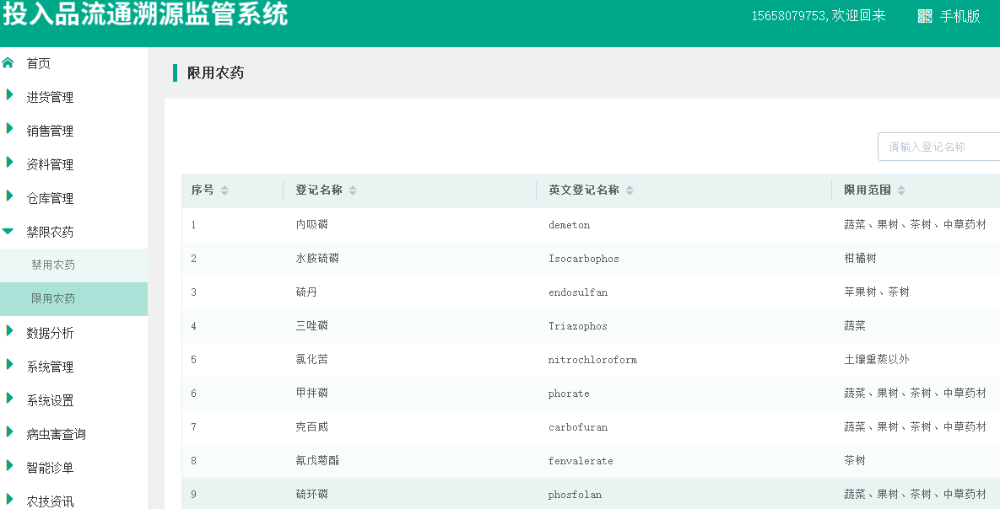 投入品流通溯源监管系统
15658079753,欢迎回来 手机版
首页
进货管理
销售管理
资料管理
仓库管理
禁限农药
禁用农药
限用农药
数据分析
系统管理
系统设置
病虫害查询
智能诊单
农技资讯
限用农药
请输入登记名称
序号 登记名称 英文登记名称 限用范围
1 内吸磷 demeton 蔬菜、果树、茶树、中草药材
2 水胺硫磷 Isocarbophos 柑橘树
3 硫丹 endosulfan 苹果树、茶树
4 三唑磷 Triazophos 蔬菜
5 氯化苦 nitrochloroform 土壤熏蒸以外
6 甲拌磷 phorate 蔬菜、果树、茶树、中草药材
7 克百威 carbofuran 蔬菜、果树、茶树、中草药材
8 氰戊菊酯 fenvalerate 茶树
9 硫环磷 phosfolan 蔬菜、果树、茶树、中草药材